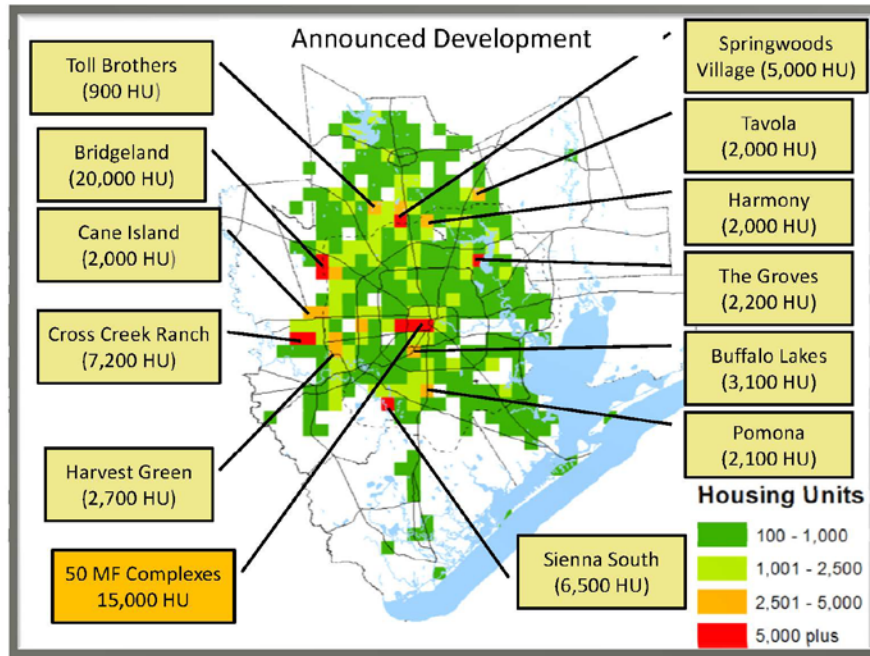 Announced Development
Toll Brothers
(900 HU)
Bridgeland
(20,000 HU)
Cane Island
(2,000 HU)
Cross Creek Ranch
(7,200 HU)
Harvest Green
(2,700 HU)
50 MF Complexes
15,000 HU
Springwoods
Village (5,000 HU)
Tavola
(2,000 HU)
Harmony
(2,000 HU)
The Groves
(2,200 HU)
Buffalo Lakes
(3,100 HU)
Pomona
(2,100 HU)
Sienna South
(6,500 HU)
Housing Units
100 - 1,000
1,001 - 2,500
2,501 - 5,000
5,000 plus